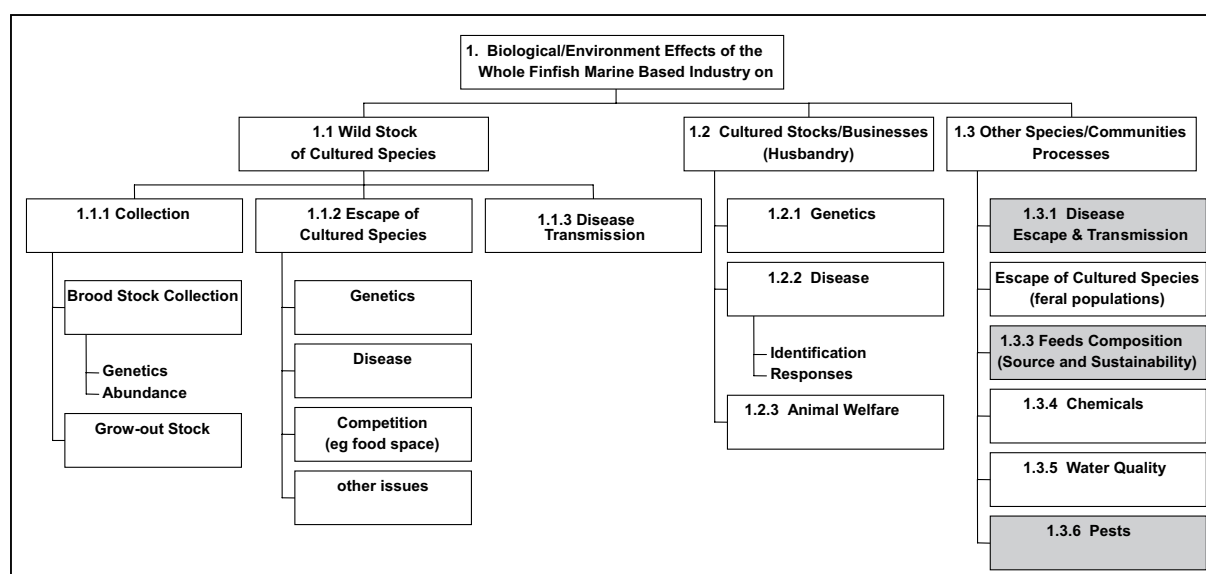 1. Biological/Environment Effects of the
Whole Finfish Marine Based Industry on
1.1 Wild Stock
of Cultured Species
1.2 Cultured Stocks/Businesses
(Husbandry)
1.3 Other Species/Communities
Processes
1.1.1 Collection
1.1.2 Escape of
Cultured Species
1.1.3 Disease
Transmission
Brood Stock Collection
Genetics
Abundance
Grow-out Stock
Genetics
Disease
Competition
(eg food space)
other issues
1.2.1 Genetics
1.2.2 Disease
Identification
Responses
1.2.3 Animal Welfare
1.3.1 Disease
Escape & Transmission
Escape of Cultured Species
(feral populations)
1.3.3 Feeds Composition
(Source and Sustainability)
1.3.4 Chemicals
1.3.5 Water Quality
1.3.6 Pests